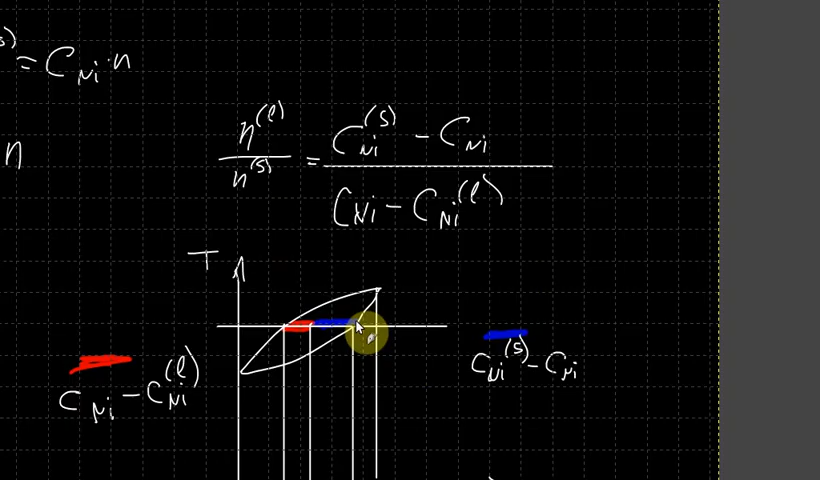 s) = C_Ni · n
n
n^(l) / n^(s) = (C_Ni^(s) - C_Ni) / (C_Ni - C_Ni^(l))
T
C_Ni - C_Ni^(l)
C_Ni^(s) - C_Ni